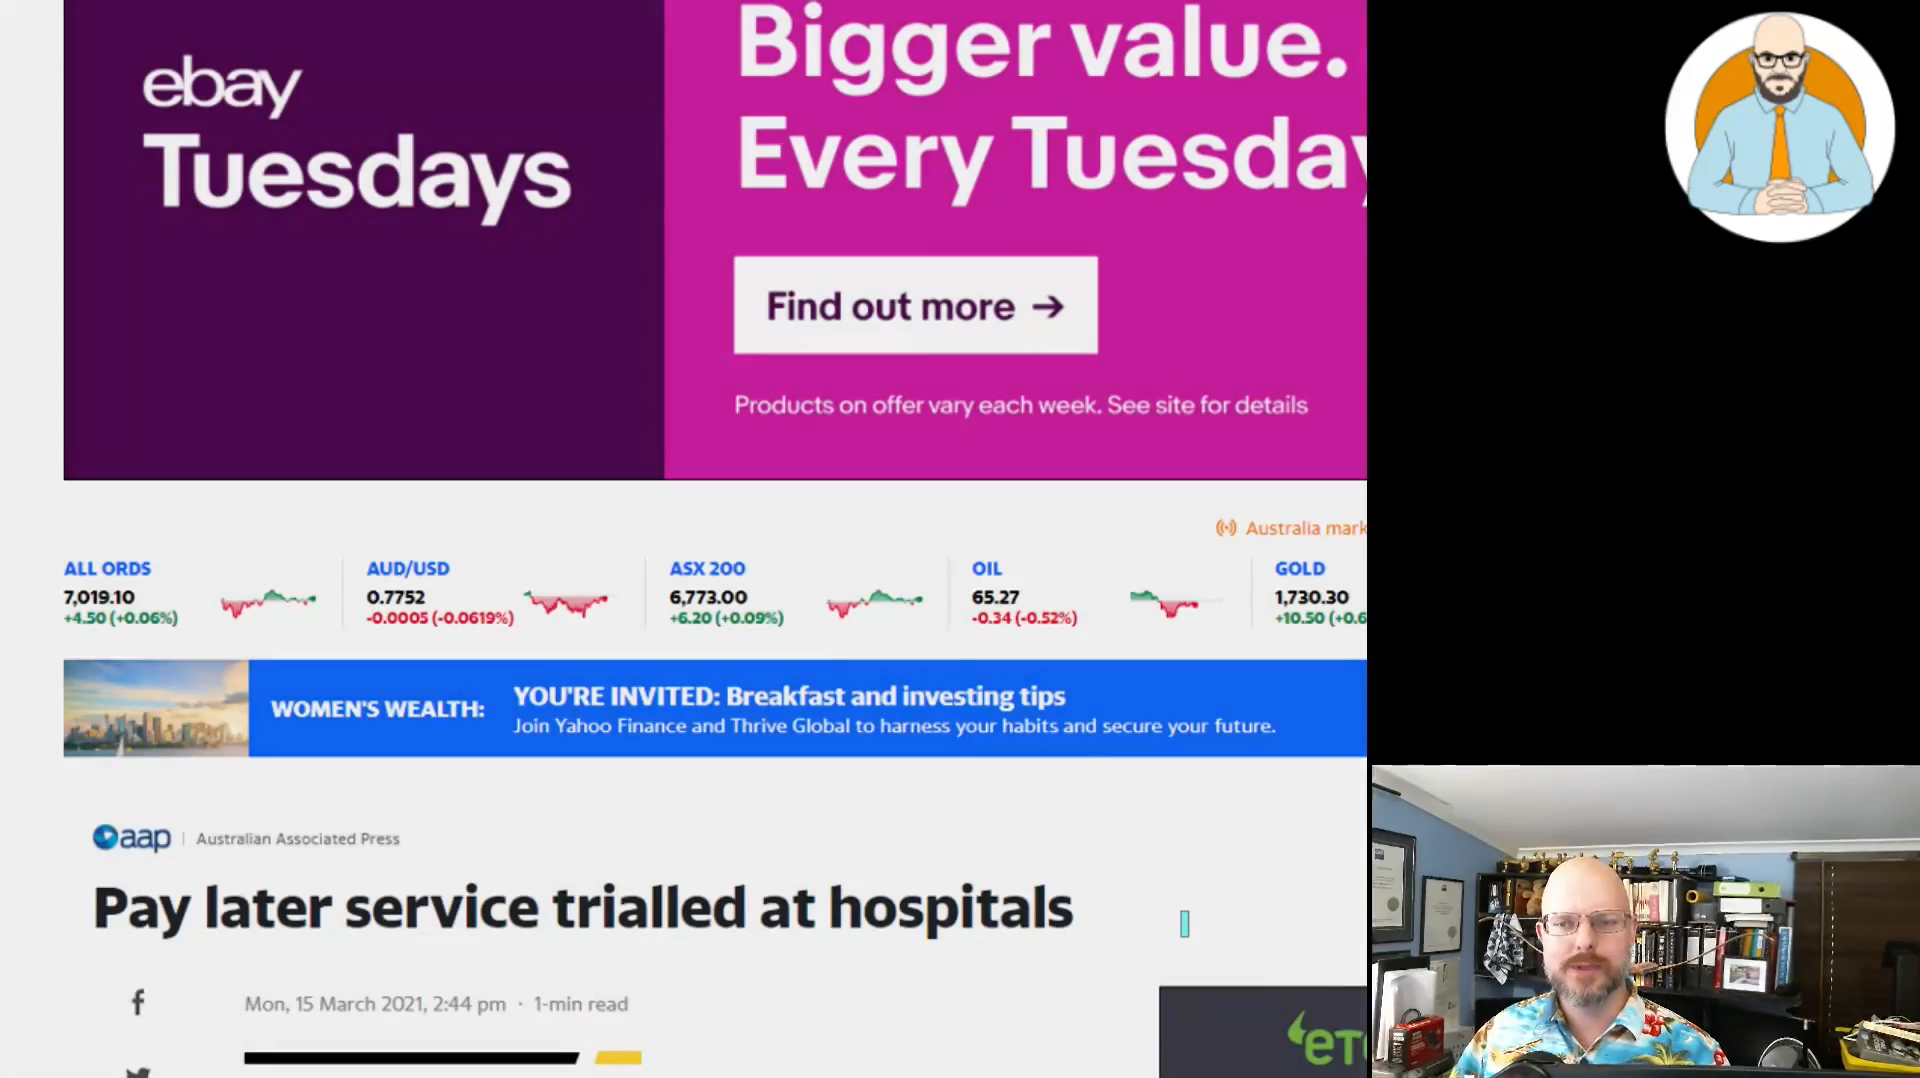 ebay
Tuesdays
Bigger value.
Every Tuesday
Find out more →
Products on offer vary each week. See site for details
Australia mark
ALL ORDS
7,019.10
+4.50 (+0.06%)
AUD/USD
0.7752
-0.0005 (-0.0619%)
ASX 200
6,773.00
+6.20 (+0.09%)
OIL
65.27
-0.34 (-0.52%)
GOLD
1,730.30
+10.50 (+0.6
WOMEN'S WEALTH:
YOU'RE INVITED: Breakfast and investing tips
Join Yahoo Finance and Thrive Global to harness your habits and secure your future.
aap | Australian Associated Press
Pay later service trialled at hospitals
Mon, 15 March 2021, 2:44 pm · 1-min read